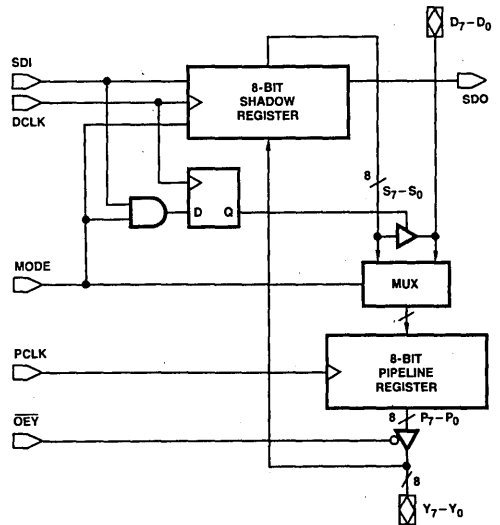 D7–D0
SDI
DCLK
8-BIT
SHADOW
REGISTER
SDO
8
S7–S0
D Q
MODE
MUX
PCLK
8-BIT
PIPELINE
REGISTER
OEY
8
P7–P0
8
Y7–Y0